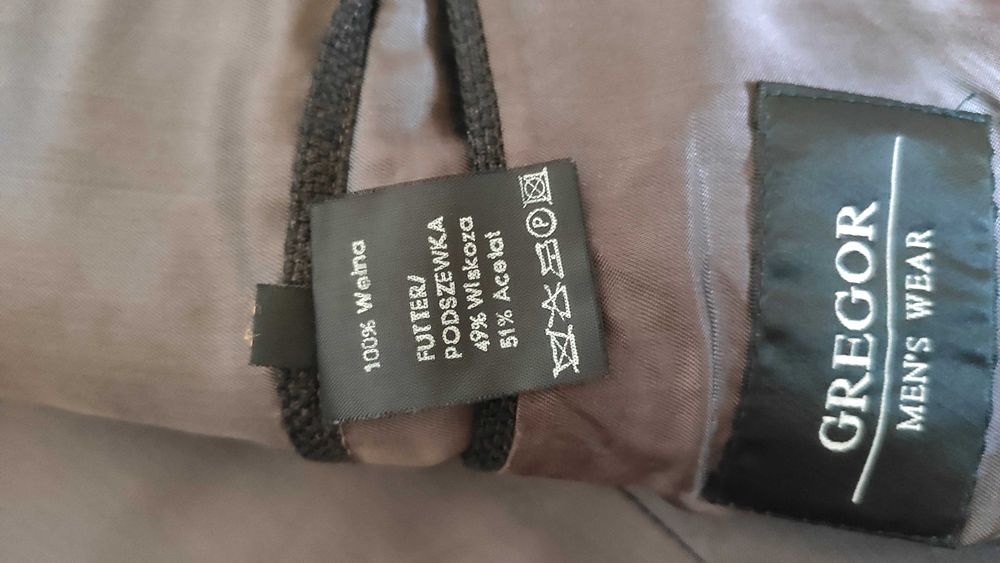 100% Wełna
FUTTER/
PODSZEWKA
49% Wiskoza
51% Acetat
P
GREGOR
MEN'S WEAR